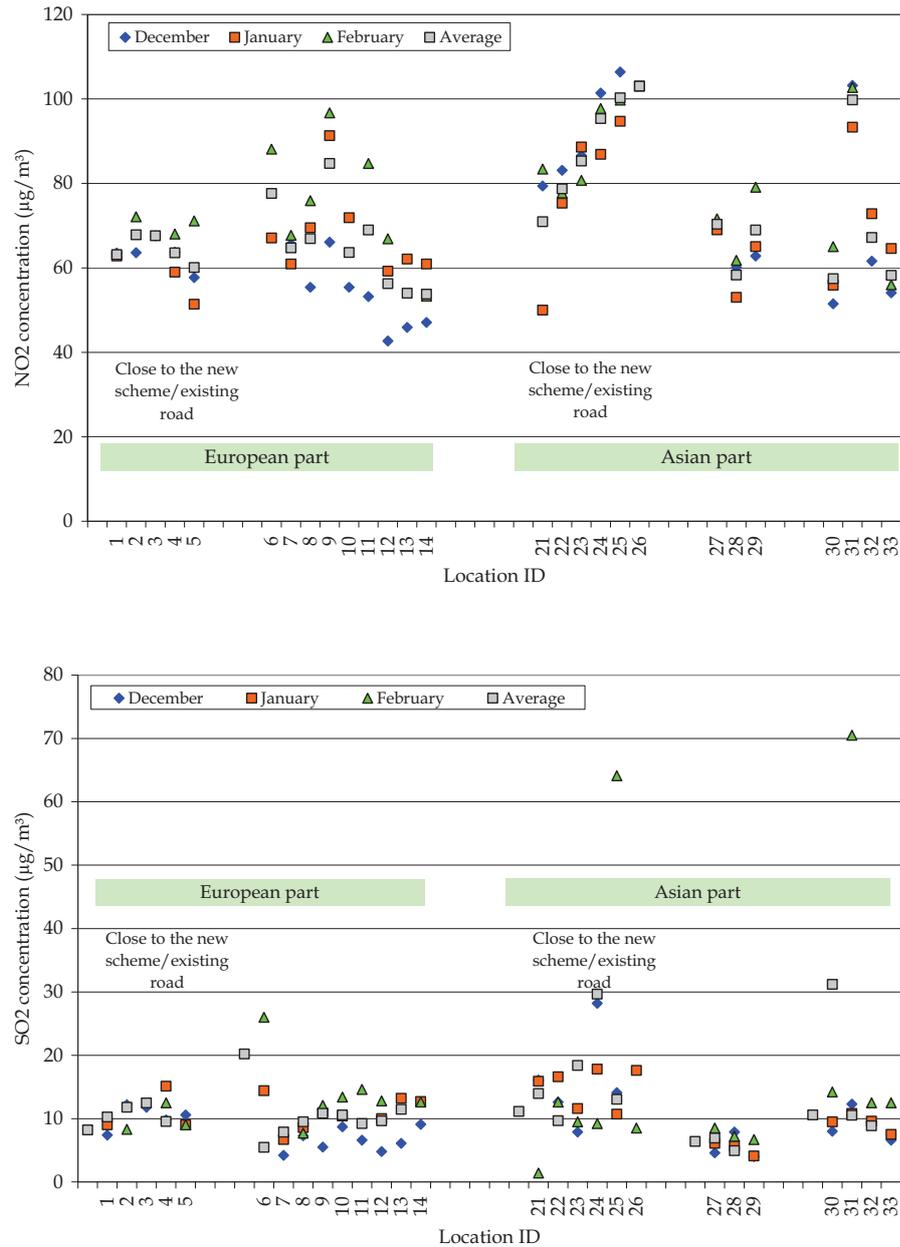 120
December January February Average
100
80
60
40
20
0
NO2 concentration (µg/m³)
Close to the new
scheme/existing
road
Close to the new
scheme/existing
road
European part
Asian part
1 2 3 4 5 6 7 8 9 10 11 12 13 14 21 22 23 24 25 26 27 28 29 30 31 32 33
Location ID
80
December January February Average
70
60
50
40
30
20
10
0
SO2 concentration (µg/m³)
European part
Asian part
Close to the new
scheme/existing
road
Close to the new
scheme/existing
road
1 2 3 4 5 6 7 8 9 10 11 12 13 14 21 22 23 24 25 26 27 28 29 30 31 32 33
Location ID